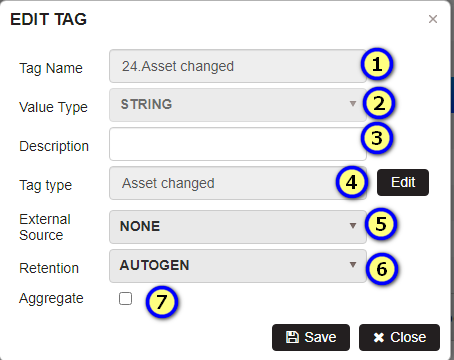 EDIT TAG ×
Tag Name 24.Asset changed 1
Value Type STRING 2
Description 3
Tag type Asset changed 4 Edit
External
Source NONE 5
Retention AUTOGEN 6
Aggregate 7
Save Close